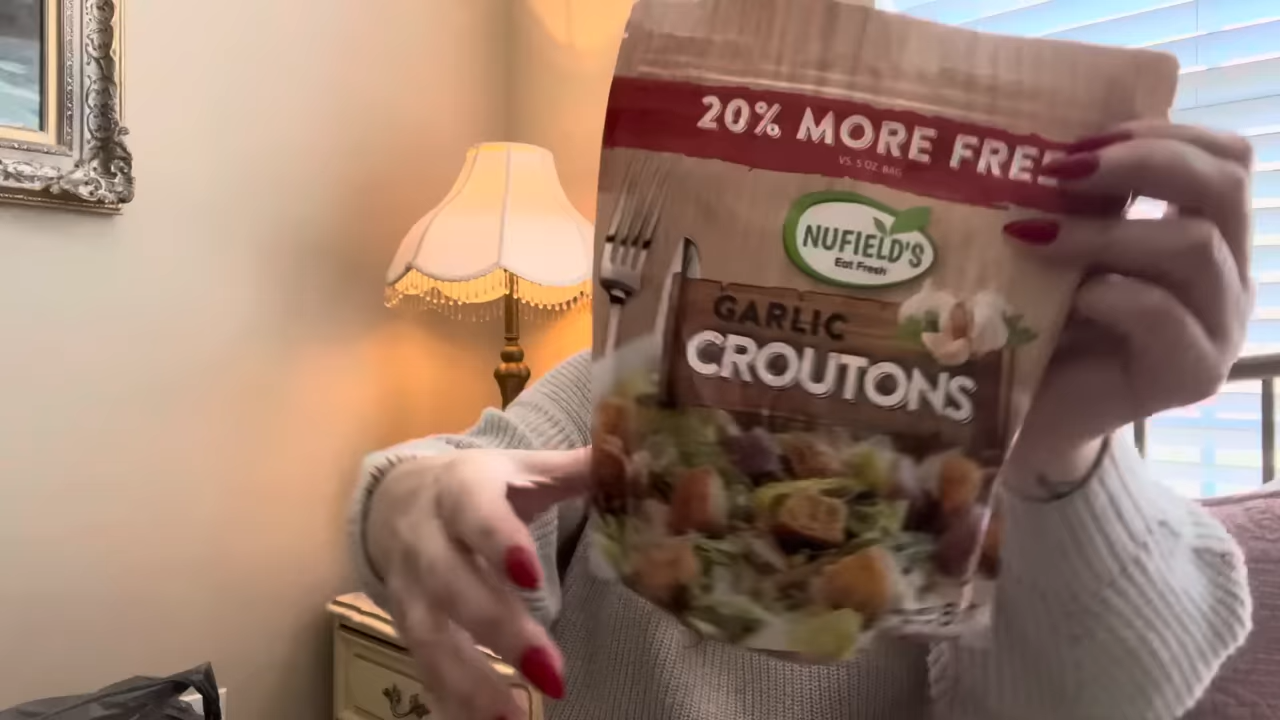 20% MORE FREE
VS. 5 OZ. BAG
NUFIELD'S
Eat Fresh
GARLIC
CROUTONS